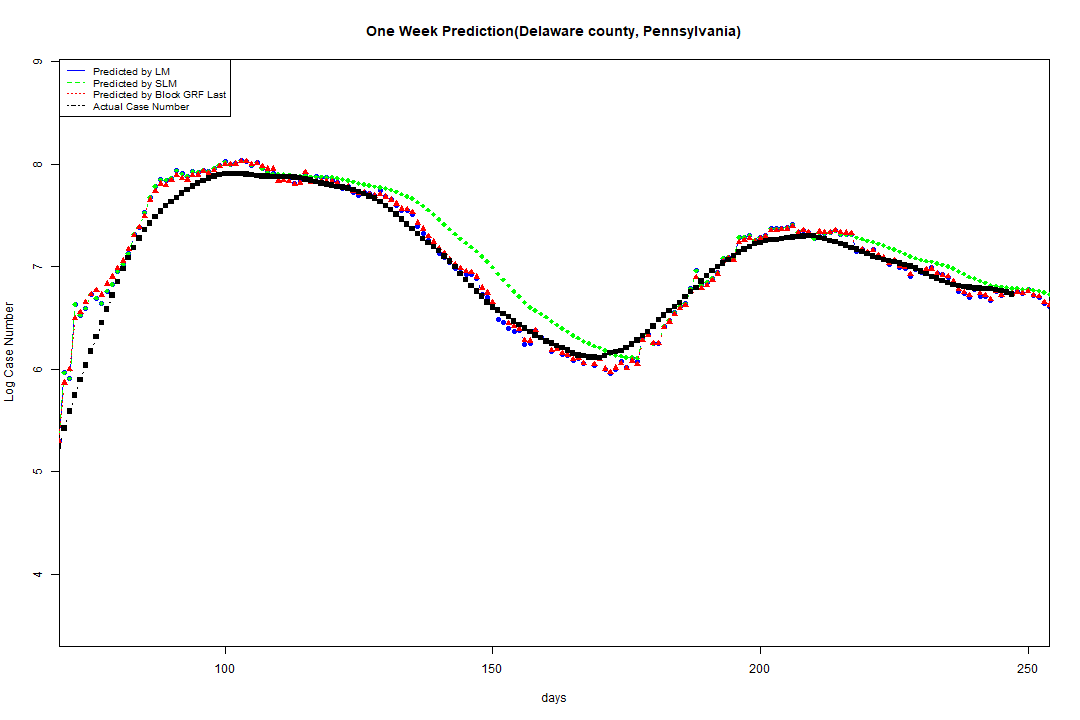 One Week Prediction(Delaware county, Pennsylvania)
Predicted by LM
Predicted by SLM
Predicted by Block GRF Last
Actual Case Number
9
8
7
6
5
4
Log Case Number
100 150 200 250
days